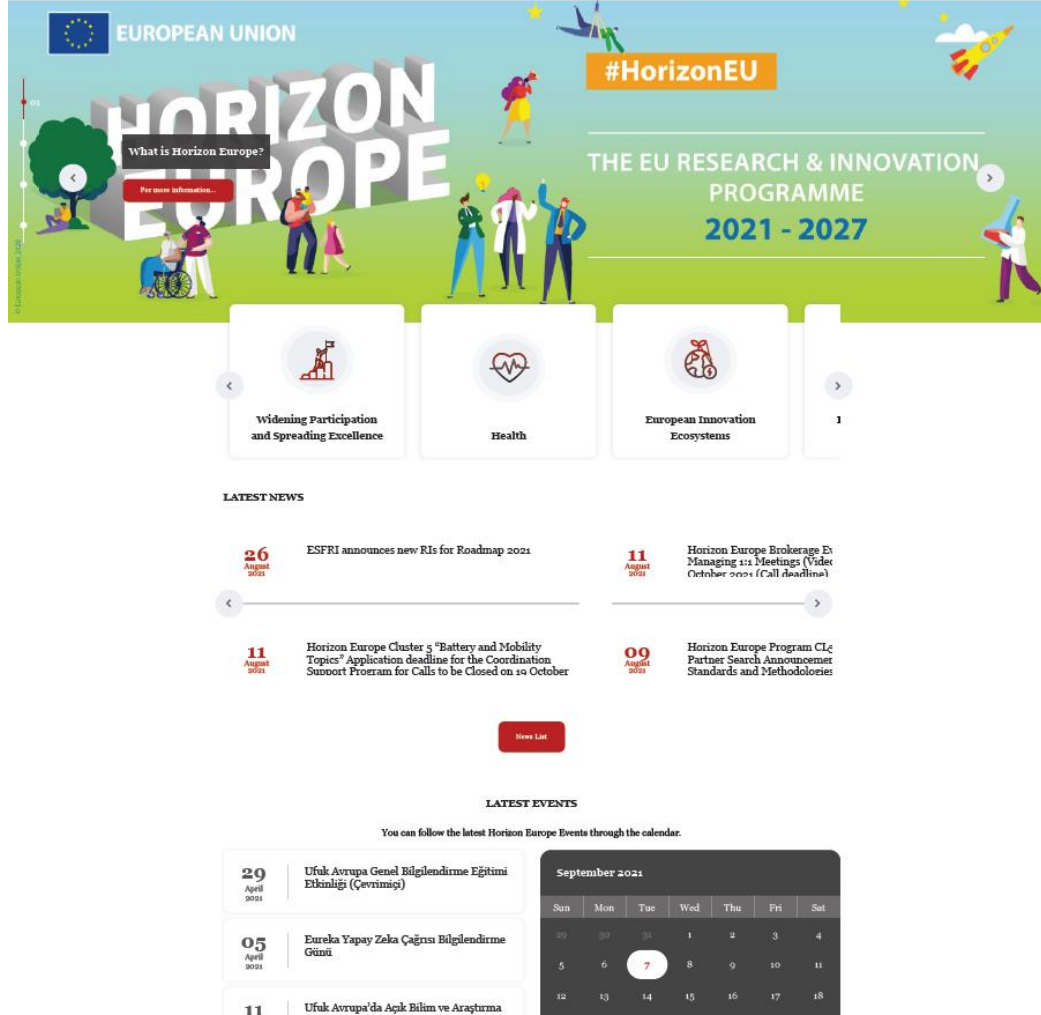 EUROPEAN UNION
#HorizonEU
HORIZON
EUROPE
01
What is Horizon Europe?
For more information...
THE EU RESEARCH & INNOVATION
PROGRAMME
2021 - 2027
© European Union 2020
Widening Participation
and Spreading Excellence
Health
European Innovation
Ecosystems
LATEST NEWS
26
August
2021
ESFRI announces new RIs for Roadmap 2021
11
August
2021
Horizon Europe Brokerage Ev
Managing 1:1 Meetings (Video
October 2021 (Call deadline)
11
August
2021
Horizon Europe Cluster 5 “Battery and Mobility
Topics” Application deadline for the Coordination
Support Program for Calls to be Closed on 19 October
09
August
2021
Horizon Europe Program CL5
Partner Search Announcemen
Standards and Methodologies
News List
LATEST EVENTS
You can follow the latest Horizon Europe Events through the calendar.
29
April
2021
Ufuk Avrupa Genel Bilgilendirme Eğitimi
Etkinliği (Çevrimiçi)
05
April
2021
Eureka Yapay Zeka Çağrısı Bilgilendirme
Günü
11
Ufuk Avrupa’da Açık Bilim ve Araştırma
September 2021
Sun Mon Tue Wed Thu Fri Sat
29 30 31 1 2 3 4
5 6 7 8 9 10 11
12 13 14 15 16 17 18